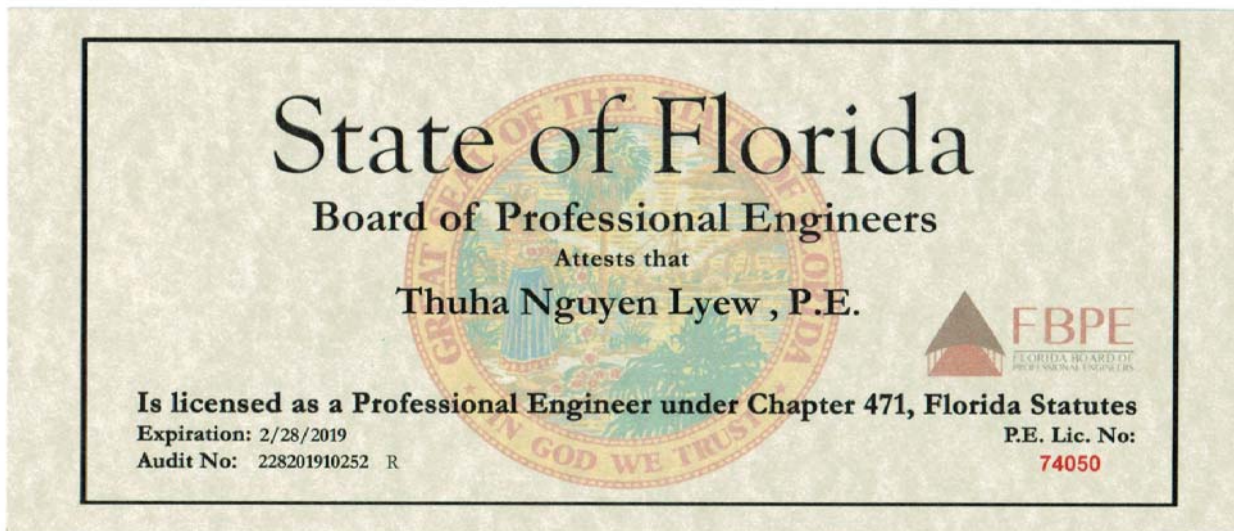 State of Florida
Board of Professional Engineers
Attests that
Thuha Nguyen Lyew , P.E.
FBPE
FLORIDA BOARD OF
PROFESSIONAL ENGINEERS
Is licensed as a Professional Engineer under Chapter 471, Florida Statutes
Expiration: 2/28/2019
P.E. Lic. No:
Audit No: 228201910252 R
74050
GREAT SEAL OF THE STATE OF FLORIDA
IN GOD WE TRUST